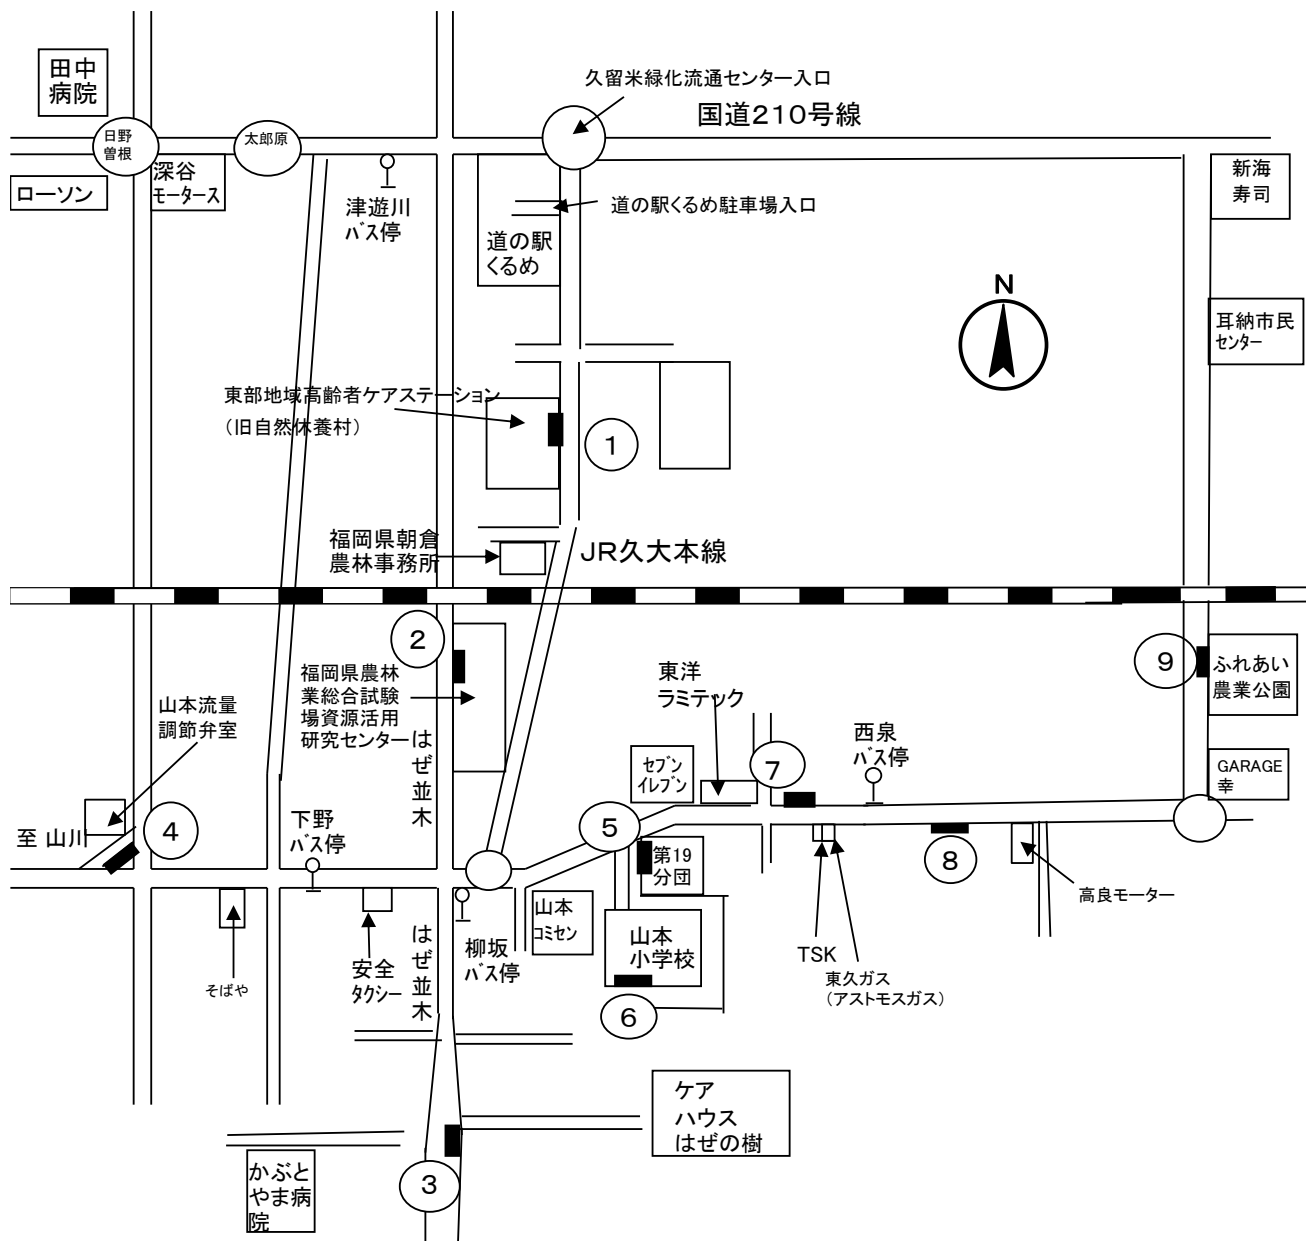 田中
病院
久留米緑化流通センター入口
国道210号線
日野
曽根
太郎原
ローソン
深谷
モータース
津遊川
バス停
道の駅くるめ駐車場入口
道の駅
くるめ
新海
寿司
N
耳納市民
センター
東部地域高齢者ケアステーション
（旧自然休養村）
1
福岡県朝倉
農林事務所
JR久大本線
2
福岡県農林
業総合試験
場資源活用
研究センター
はぜ並木
9
ふれあい
農業公園
山本流量
調節弁室
東洋
ラミテック
西泉
バス停
セブン
イレブン
7
GARAGE
幸
至 山川
4
下野
バス停
5
第19
分団
8
高良モーター
そばや
安全
タクシー
はぜ並木
柳坂
バス停
山本
コミセン
山本
小学校
TSK
東久ガス
（アストモスガス）
6
ケア
ハウス
はぜの樹
かぶと
やま病
院
3